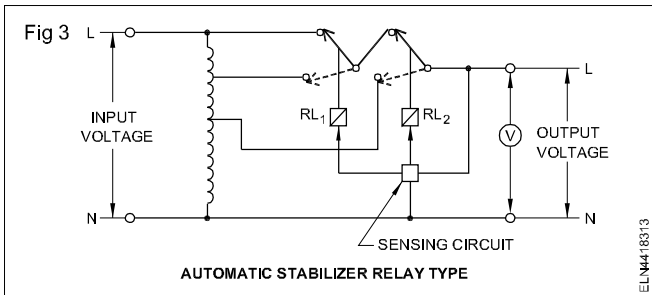 Fig 3
L
INPUT
VOLTAGE
N
RL1
RL2
V
L
OUTPUT
VOLTAGE
N
SENSING CIRCUIT
AUTOMATIC STABILIZER RELAY TYPE
ELN4418313